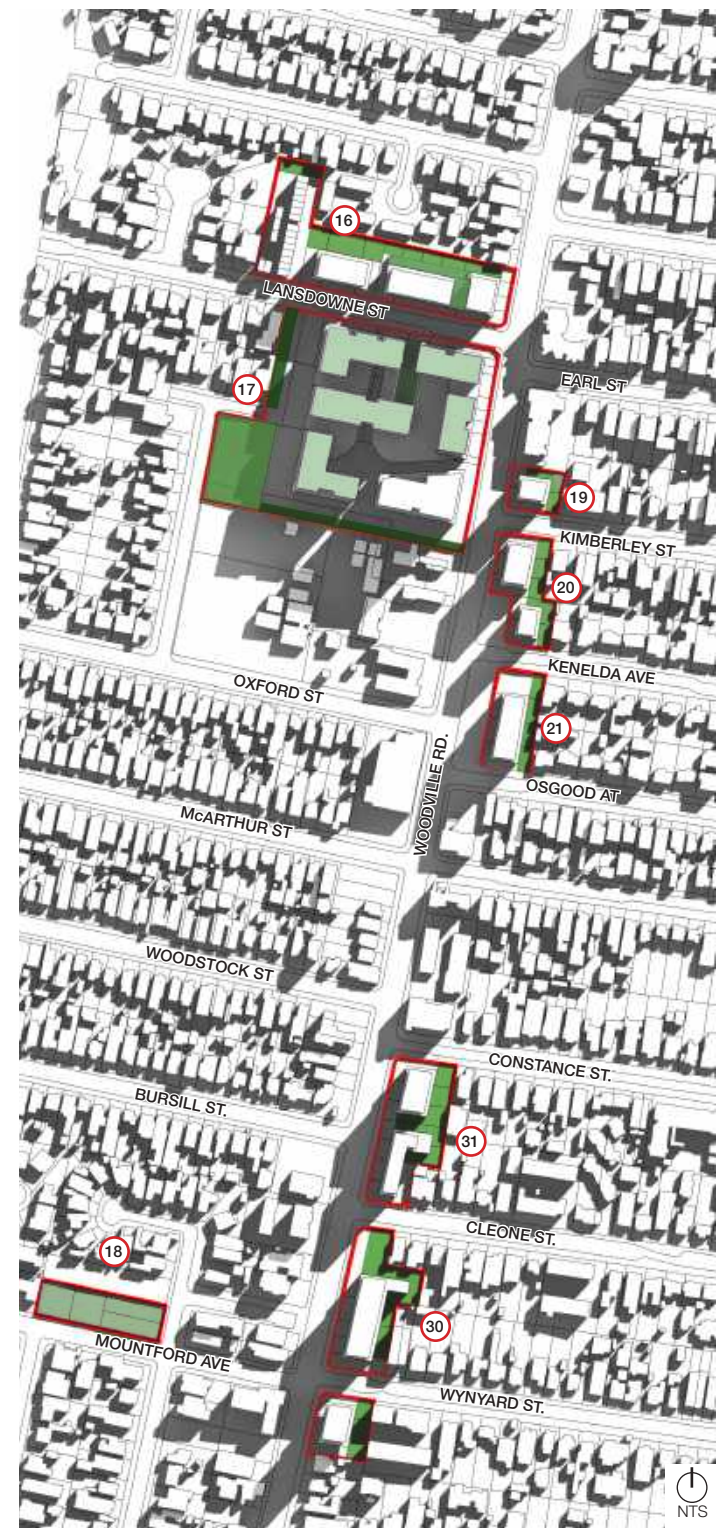 16
LANSDOWNE ST
EARL ST
17
19
KIMBERLEY ST
20
KENELDA AVE
OXFORD ST
21
WOODVILLE RD.
OSGOOD AT
McARTHUR ST
WOODSTOCK ST
CONSTANCE ST.
BURSILL ST.
31
CLEONE ST.
18
30
MOUNTFORD AVE
WYNYARD ST.
NTS